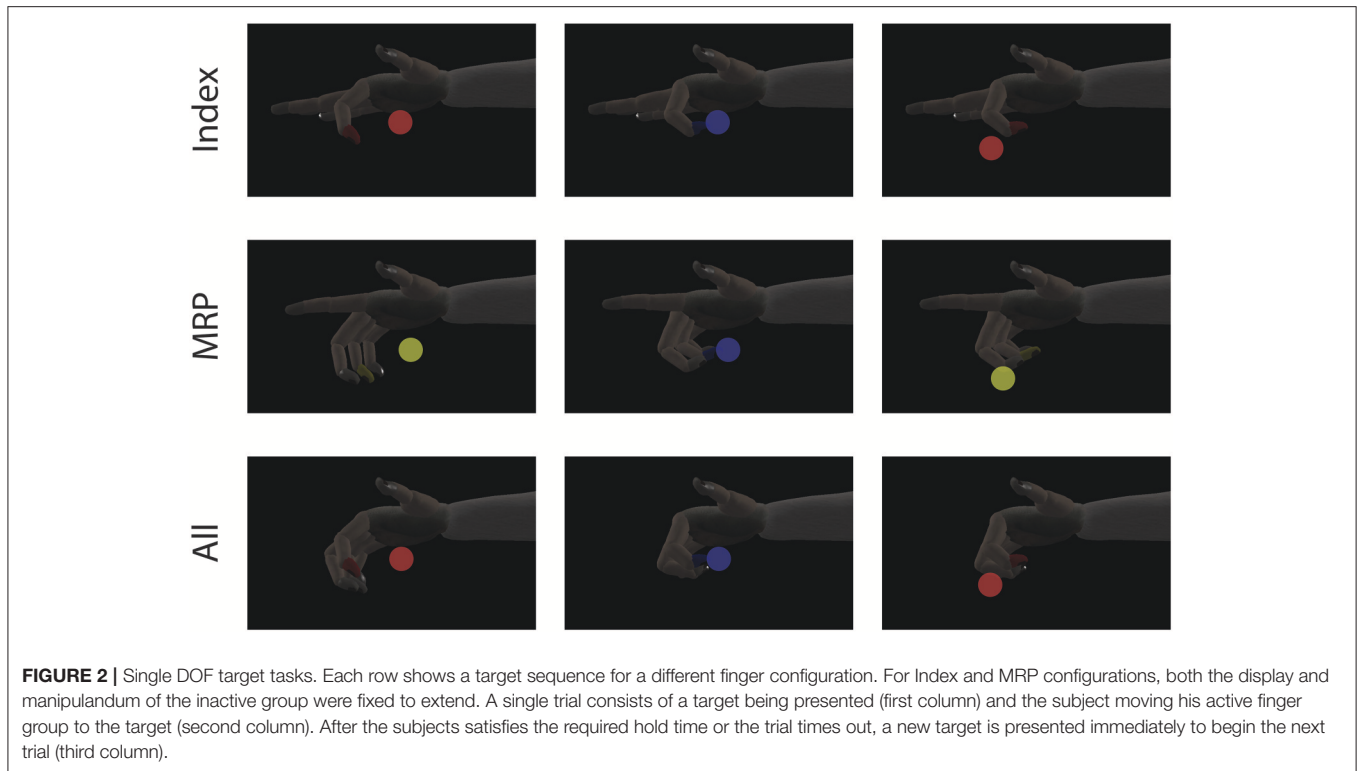 Index
MRP
All
FIGURE 2 | Single DOF target tasks. Each row shows a target sequence for a different finger configuration. For Index and MRP configurations, both the display and
manipulandum of the inactive group were fixed to extend. A single trial consists of a target being presented (first column) and the subject moving his active finger
group to the target (second column). After the subjects satisfies the required hold time or the trial times out, a new target is presented immediately to begin the next
trial (third column).